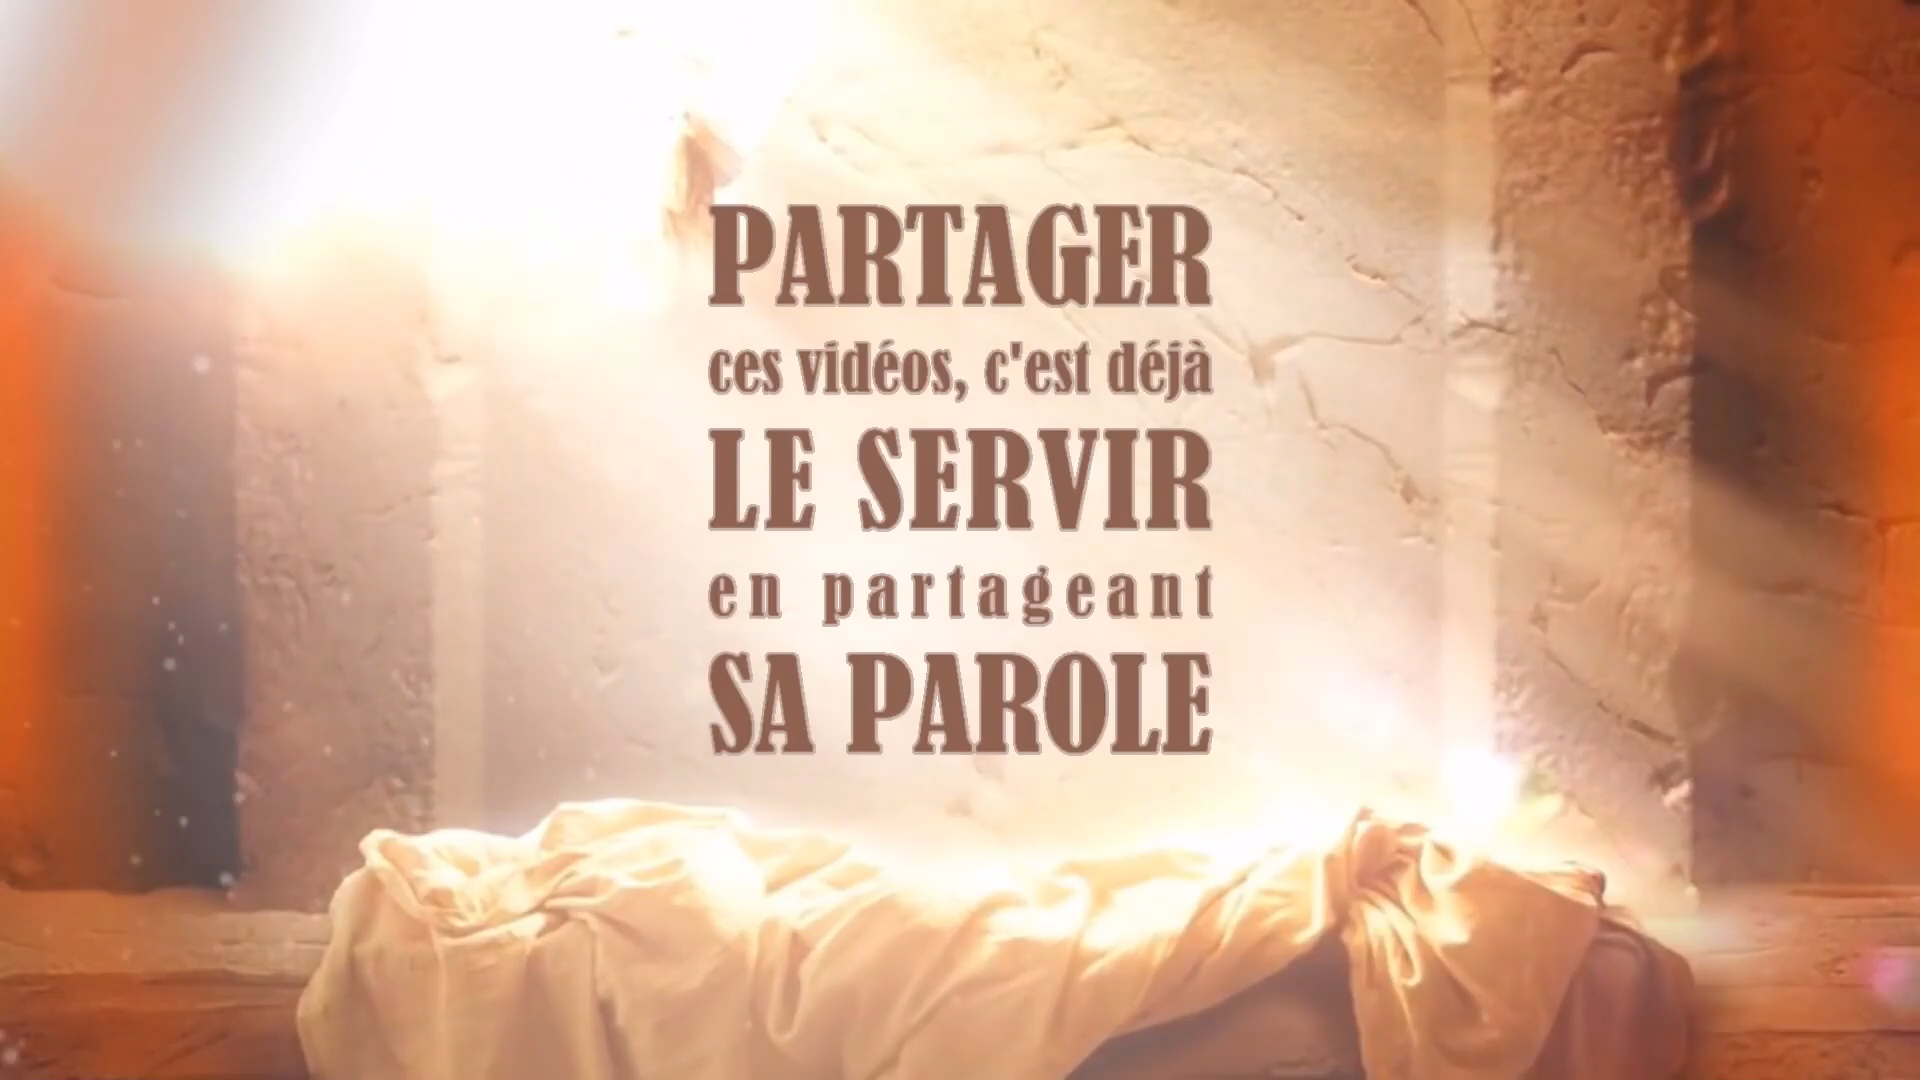 PARTAGER
ces vidéos, c'est déjà
LE SERVIR
en partageant
SA PAROLE